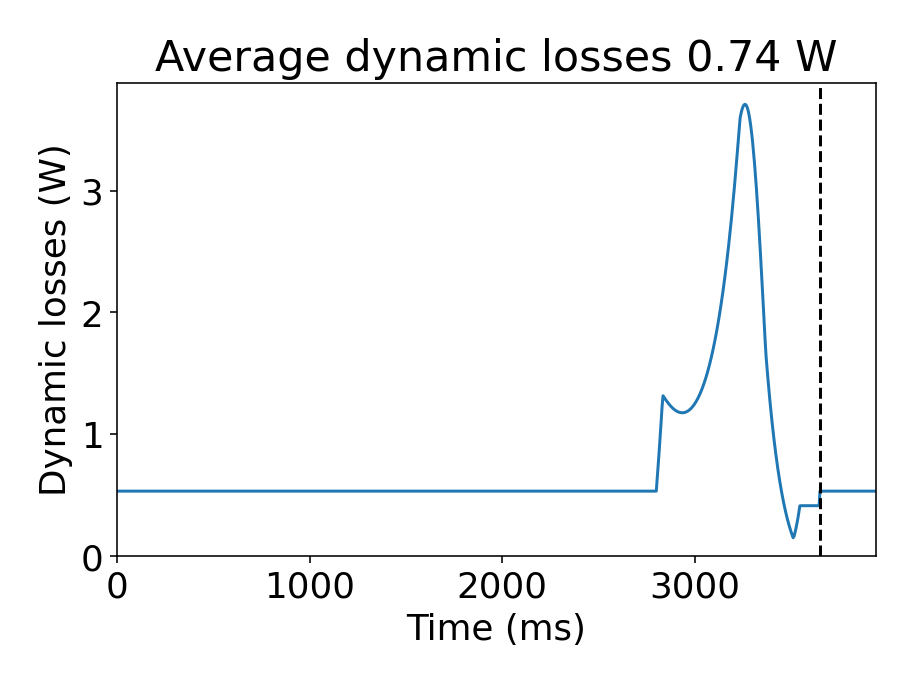 Average dynamic losses 0.74 W
Dynamic losses (W)
3
2
1
0
0 1000 2000 3000
Time (ms)